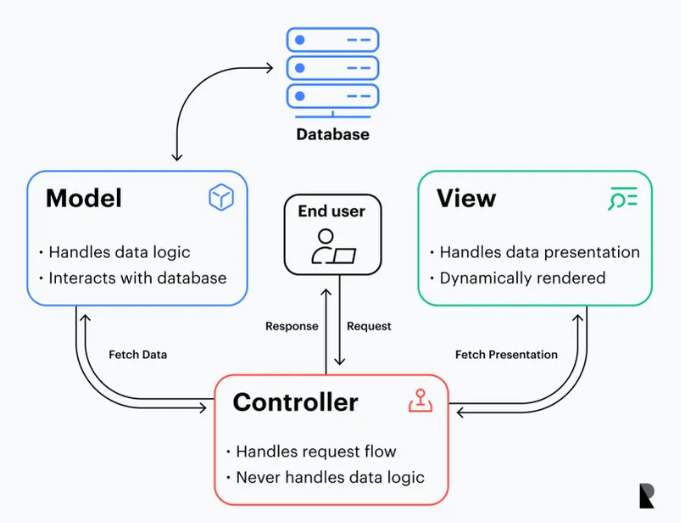 Database
Model
· Handles data logic
· Interacts with database
End user
View
· Handles data presentation
· Dynamically rendered
Response
Request
Fetch Data
Fetch Presentation
Controller
· Handles request flow
· Never handles data logic